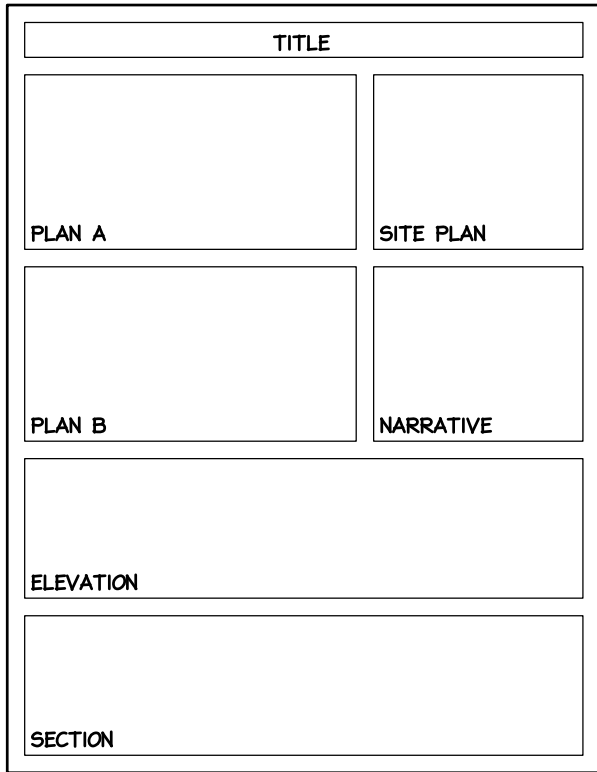 TITLE
PLAN A
SITE PLAN
PLAN B
NARRATIVE
ELEVATION
SECTION